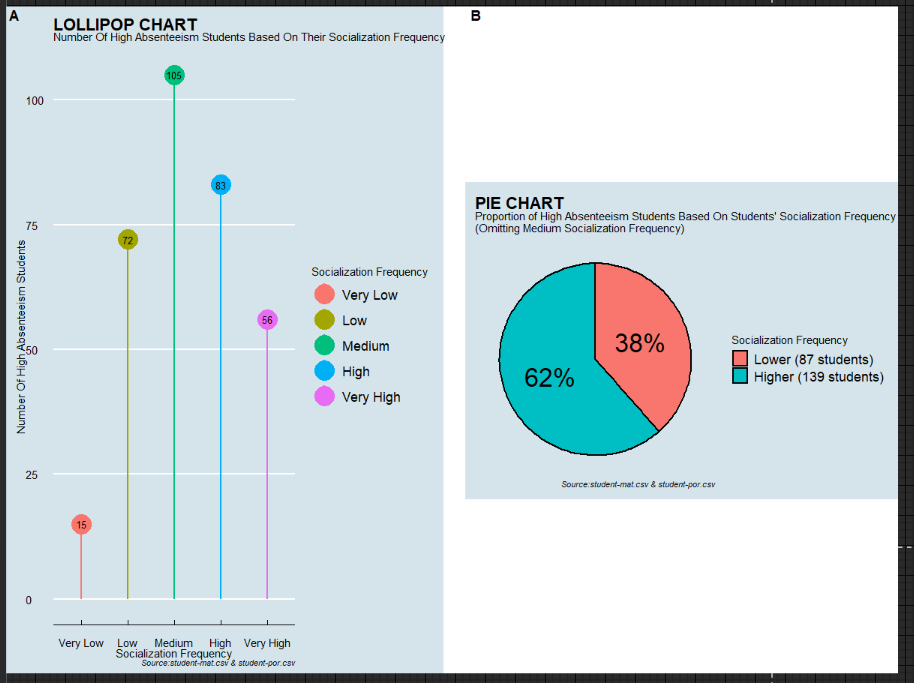 A
LOLLIPOP CHART
Number Of High Absenteeism Students Based On Their Socialization Frequency
Number Of High Absenteeism Students
100
75
50
25
0
15
72
105
83
56
Very Low
Low
Medium
High
Very High
Socialization Frequency
Source:student-mat.csv & student-por.csv
Socialization Frequency
Very Low
Low
Medium
High
Very High
B
PIE CHART
Proportion of High Absenteeism Students Based On Students' Socialization Frequency
(Omitting Medium Socialization Frequency)
38%
62%
Socialization Frequency
Lower (87 students)
Higher (139 students)
Source:student-mat.csv & student-por.csv